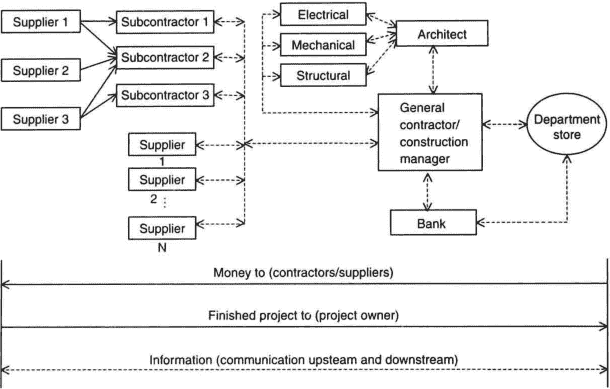 Supplier 1
Subcontractor 1
Electrical
Supplier 2
Subcontractor 2
Mechanical
Architect
Supplier 3
Subcontractor 3
Structural
General
contractor/
construction
manager
Department
store
Supplier
1
Supplier
2 ⋮
Supplier
N
Bank
Money to (contractors/suppliers)
Finished project to (project owner)
Information (communication upsteam and downstream)